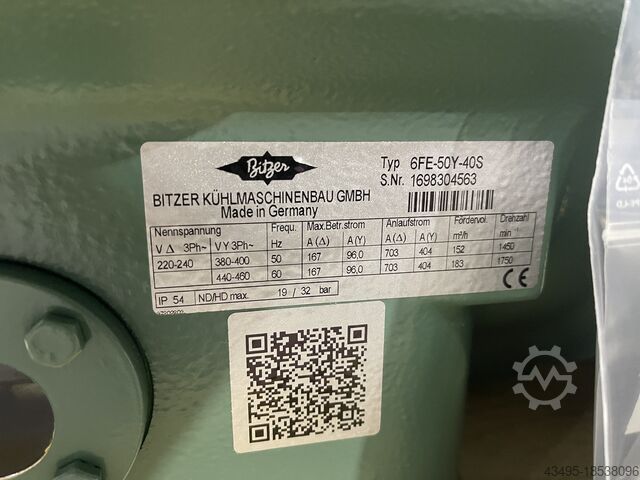 Bitzer
Typ 6FE-50Y-40S
S.Nr. 1698304563
BITZER KÜHLMASCHINENBAU GMBH
Made in Germany
Nennspannung Frequ. Max.Betr.strom Anlaufstrom Fördervol. Drehzahl
V Δ 3Ph~ V Y 3Ph~ Hz A (Δ) A (Y) A (Δ) A (Y) m³/h min⁻¹
220-240 380-400 50 167 96,0 703 404 152 1450
440-460 60 167 96,0 703 404 183 1750
IP 54 ND/HD max. 19 / 32 bar
CE
43495-18538096